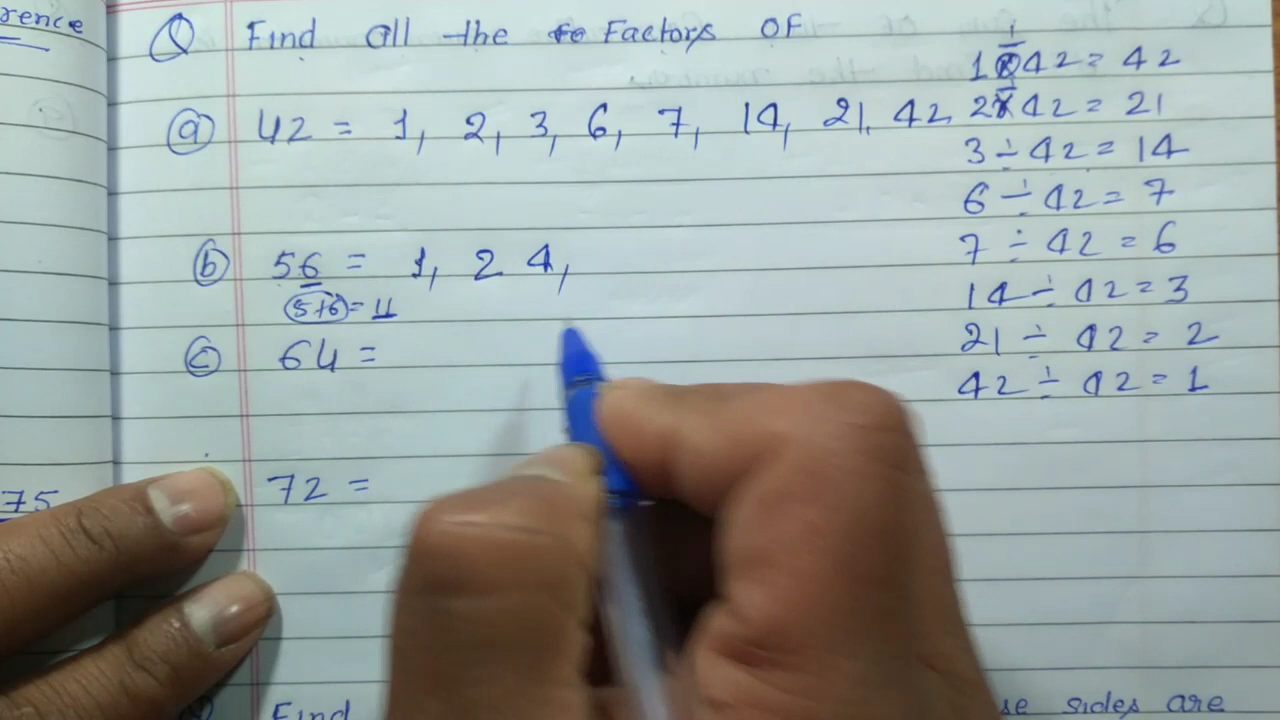 rence
Q Find all the Factors OF
a 42 = 1, 2, 3, 6, 7, 14, 21, 42
1 ÷ 42 = 42
2 ÷ 42 = 21
3 ÷ 42 = 14
6 ÷ 42 = 7
7 ÷ 42 = 6
14 ÷ 42 = 3
21 ÷ 42 = 2
42 ÷ 42 = 1
b 56 = 1, 2 4,
(5+6) = 11
c 64 =
72 =
75
Find
se sides are